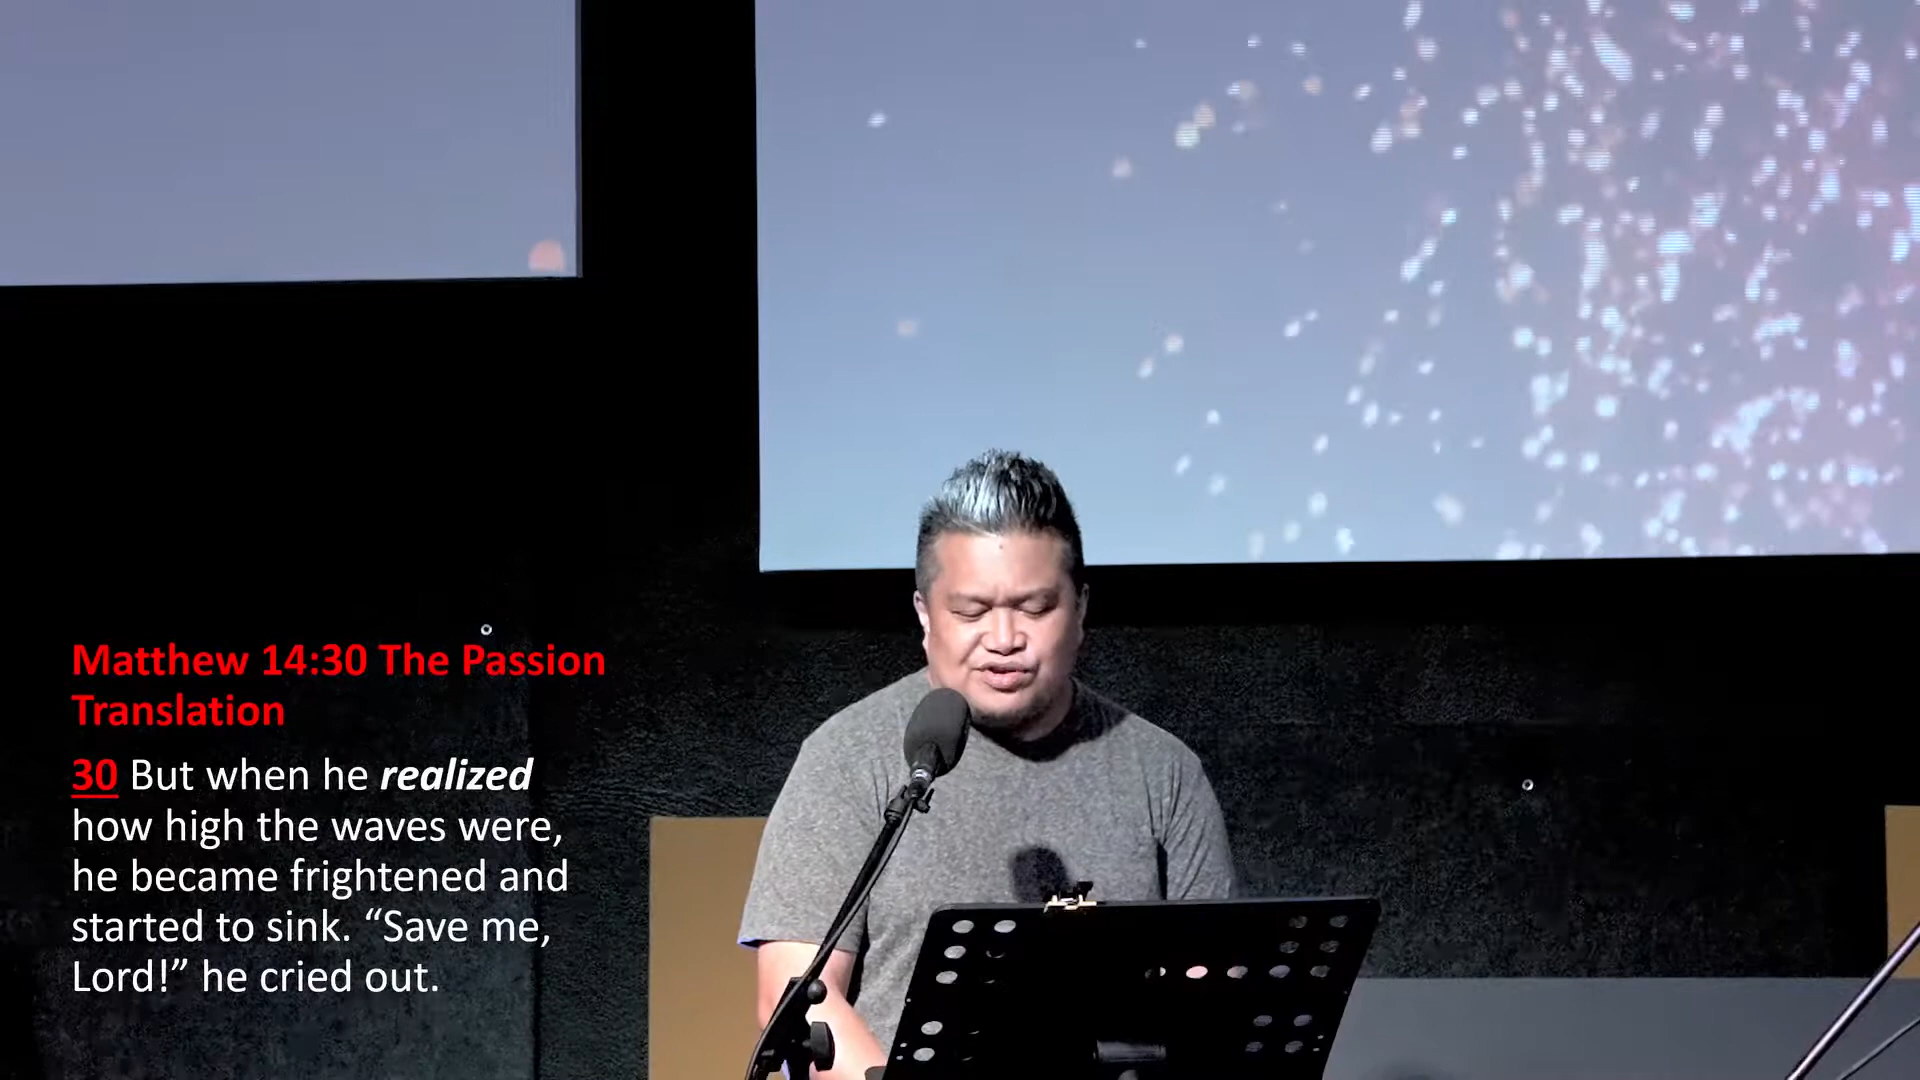 Matthew 14:30 The Passion
Translation
30 But when he realized
how high the waves were,
he became frightened and
started to sink. “Save me,
Lord!” he cried out.